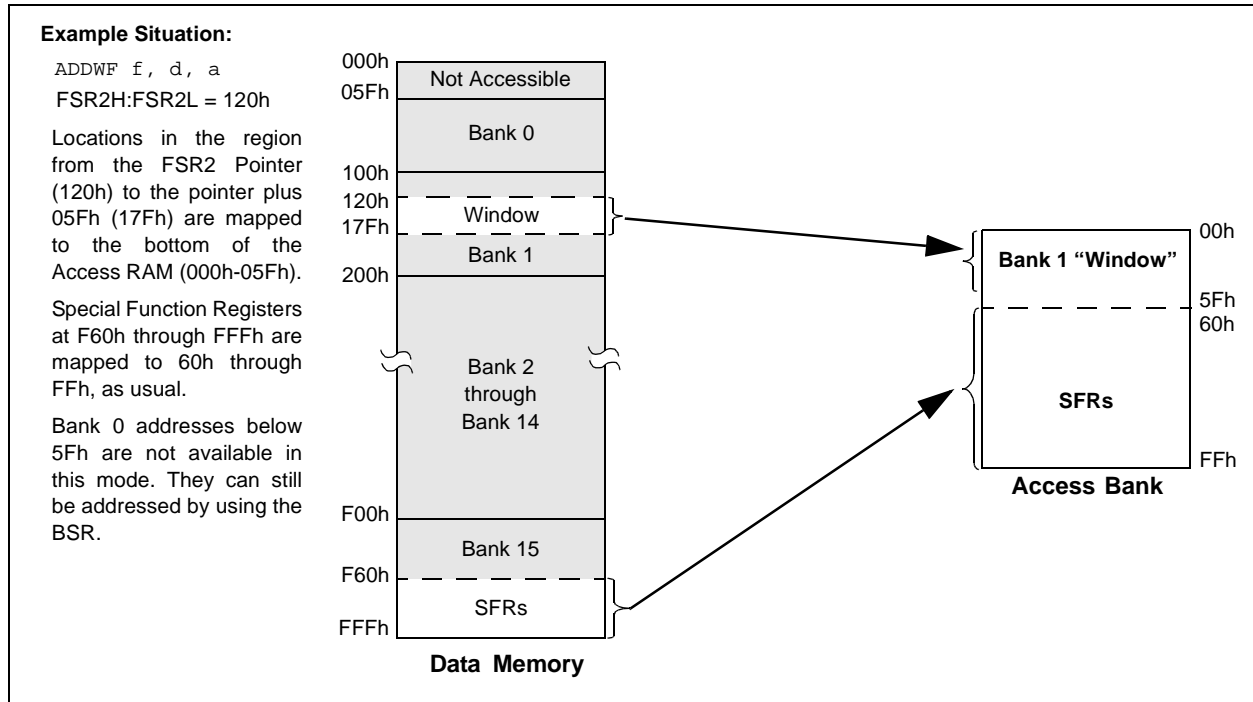 Example Situation:
ADDWF f, d, a
FSR2H:FSR2L = 120h
Locations in the region
from the FSR2 Pointer
(120h) to the pointer plus
05Fh (17Fh) are mapped
to the bottom of the
Access RAM (000h-05Fh).
Special Function Registers
at F60h through FFFh are
mapped to 60h through
FFh, as usual.
Bank 0 addresses below
5Fh are not available in
this mode. They can still
be addressed by using the
BSR.
000h
Not Accessible
05Fh
Bank 0
100h
120h
Window
17Fh
Bank 1
200h
Bank 2
through
Bank 14
F00h
Bank 15
F60h
SFRs
FFFh
Data Memory
00h
Bank 1 “Window”
5Fh
60h
SFRs
FFh
Access Bank